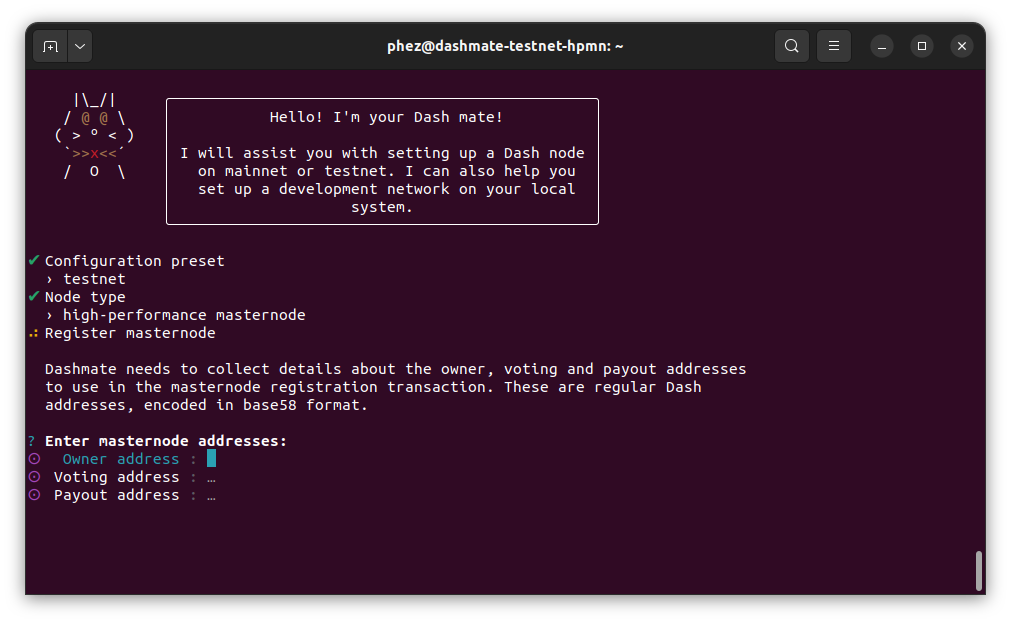 phez@dashmate-testnet-hpmn: ~
|\_/|
/ @ @ \
( > º < )
`>>x<<´
/  O  \
Hello! I'm your Dash mate!
I will assist you with setting up a Dash node
on mainnet or testnet. I can also help you
set up a development network on your local
system.
✔ Configuration preset
› testnet
✔ Node type
› high-performance masternode
⠴ Register masternode
Dashmate needs to collect details about the owner, voting and payout addresses
to use in the masternode registration transaction. These are regular Dash
addresses, encoded in base58 format.
? Enter masternode addresses:
⊙ Owner address :
⊙ Voting address : …
⊙ Payout address : …